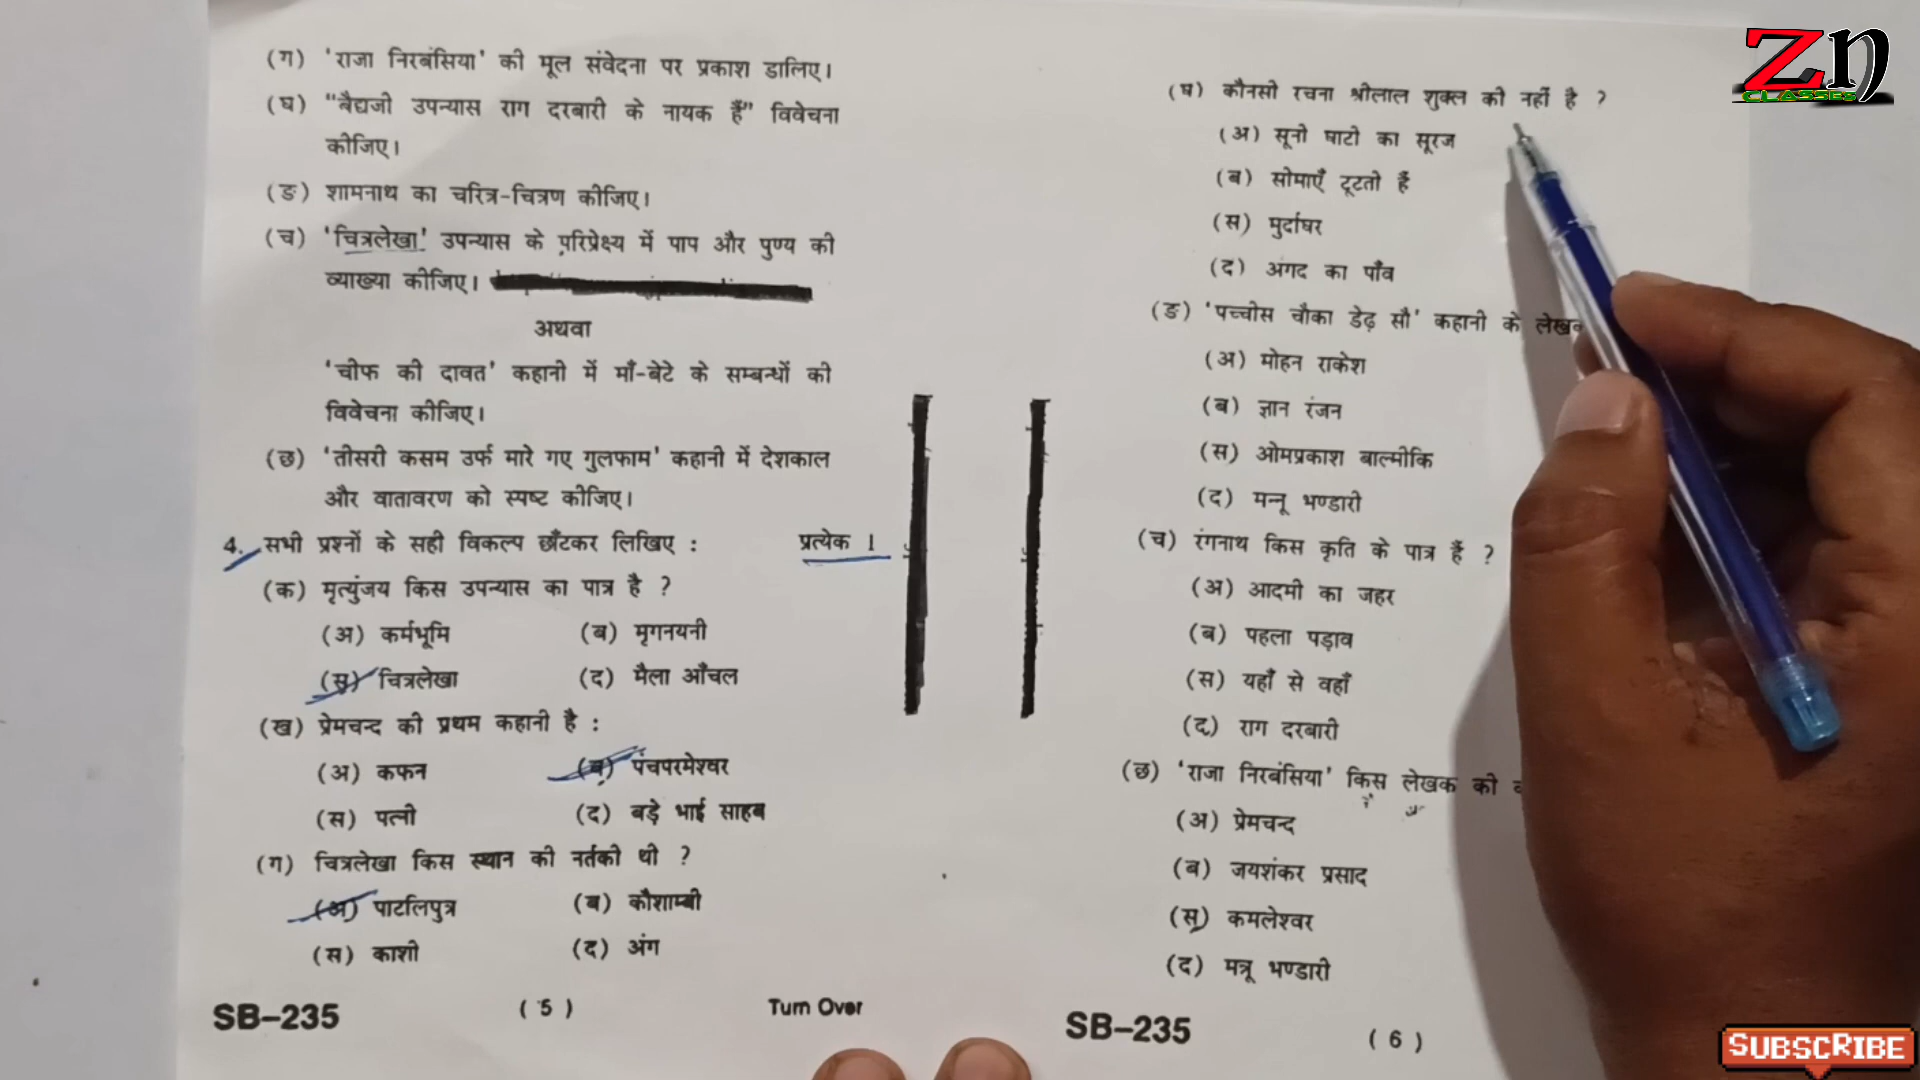 (ग) 'राजा निरबंसिया' की मूल संवेदना पर प्रकाश डालिए।
(घ) "बैद्यजी उपन्यास राग दरबारी के नायक हैं" विवेचना
कीजिए।
(ङ) शामनाथ का चरित्र-चित्रण कीजिए।
(च) 'चित्रलेखा' उपन्यास के परिप्रेक्ष्य में पाप और पुण्य की
व्याख्या कीजिए।
अथवा
'चीफ की दावत' कहानी में माँ-बेटे के सम्बन्धों की
विवेचना कीजिए।
(छ) 'तीसरी कसम उर्फ मारे गए गुलफाम' कहानी में देशकाल
और वातावरण को स्पष्ट कीजिए।
4. सभी प्रश्नों के सही विकल्प छाँटकर लिखिए : प्रत्येक 1
(क) मृत्युंजय किस उपन्यास का पात्र है ?
(अ) कर्मभूमि (ब) मृगनयनी
(स) चित्रलेखा (द) मैला आँचल
(ख) प्रेमचन्द की प्रथम कहानी है :
(अ) कफन (ब) पंचपरमेश्वर
(स) पत्नी (द) बड़े भाई साहब
(ग) चित्रलेखा किस स्थान की नर्तकी थी ?
(अ) पाटलिपुत्र (ब) कौशाम्बी
(स) काशी (द) अंग
SB-235 ( 5 ) Turn Over
(घ) कौनसी रचना श्रीलाल शुक्ल की नहीं है ?
(अ) सूनी घाटी का सूरज
(ब) सीमाएँ टूटती हैं
(स) मुर्दाघर
(द) अंगद का पाँव
(ङ) 'पच्चीस चौका डेढ़ सौ' कहानी के
(अ) मोहन राकेश
(ब) ज्ञान रंजन
(स) ओमप्रकाश बाल्मीकि
(द) मन्नू भण्डारी
(च) रंगनाथ किस कृति के पात्र हैं ?
(अ) आदमी का जहर
(ब) पहला पड़ाव
(स) यहाँ से वहाँ
(द) राग दरबारी
(छ) 'राजा निरबंसिया' किस लेखक की
(अ) प्रेमचन्द
(ब) जयशंकर प्रसाद
(स) कमलेश्वर
(द) मन्नू भण्डारी
SB-235 ( 6 )
Zη
CLASSES
SUBSCRIBE